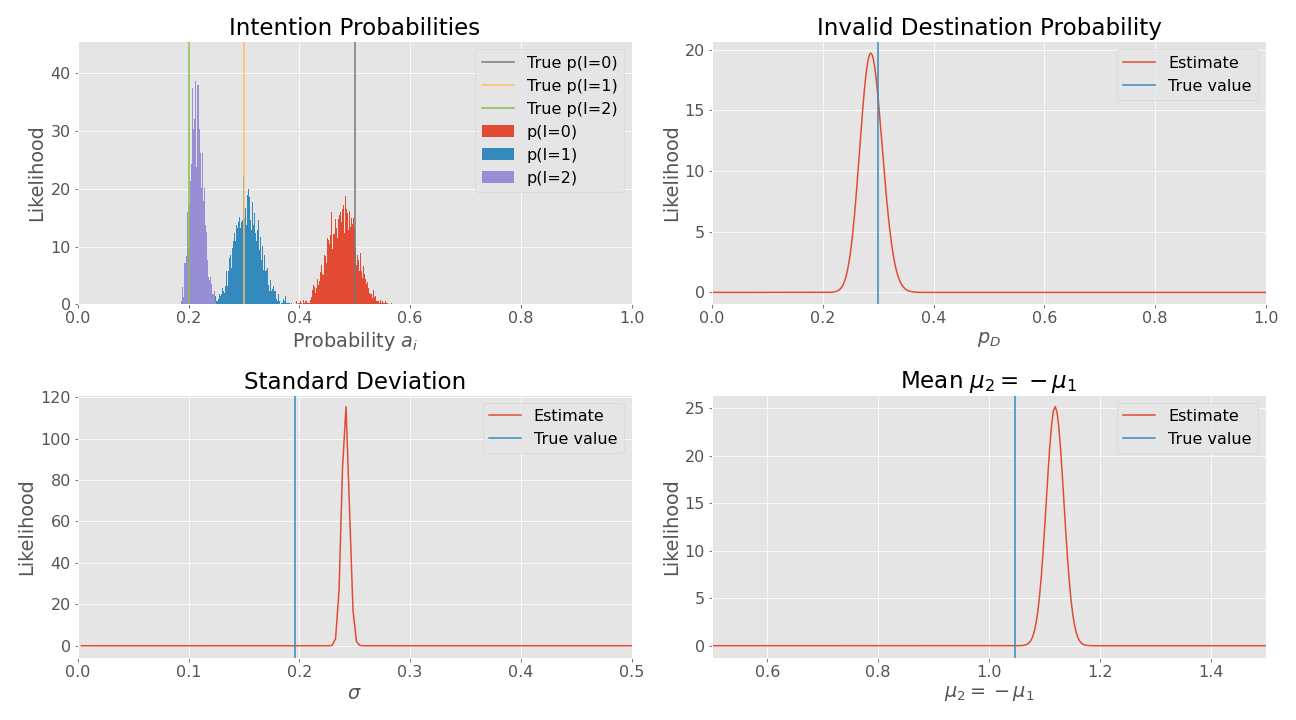 Intention Probabilities
Likelihood
40
30
20
10
0
0.0 0.2 0.4 0.6 0.8 1.0
Probability a_i
True p(I=0)
True p(I=1)
True p(I=2)
p(I=0)
p(I=1)
p(I=2)
Invalid Destination Probability
Likelihood
20
15
10
5
0
0.0 0.2 0.4 0.6 0.8 1.0
p_D
Estimate
True value
Standard Deviation
Likelihood
120
100
80
60
40
20
0
0.0 0.1 0.2 0.3 0.4 0.5
σ
Estimate
True value
Mean μ₂ = −μ₁
Likelihood
25
20
15
10
5
0
0.6 0.8 1.0 1.2 1.4
μ₂ = −μ₁
Estimate
True value